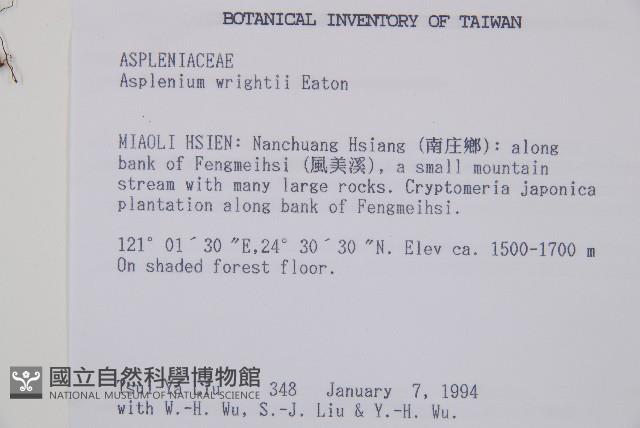 BOTANICAL INVENTORY OF TAIWAN
ASPLENIACEAE
Asplenium wrightii Eaton
MIAOLI HSIEN: Nanchuang Hsiang (南庄鄉): along
bank of Fengmeihsi (風美溪), a small mountain
stream with many large rocks. Cryptomeria japonica
plantation along bank of Fengmeihsi.
121° 01´30 ″E,24° 30´30 ″N. Elev ca. 1500-1700 m
On shaded forest floor.
國立自然科學博物館
NATIONAL MUSEUM OF NATURAL SCIENCE
348 January 7, 1994
with W.-H. Wu, S.-J. Liu & Y.-H. Wu.